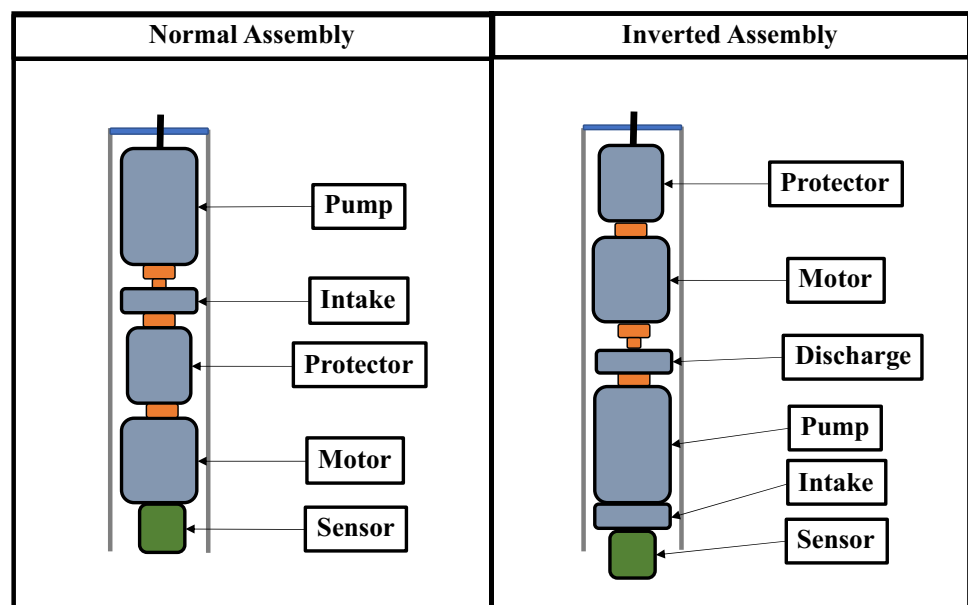 Normal Assembly
Inverted Assembly
Pump
Intake
Protector
Motor
Sensor
Protector
Motor
Discharge
Pump
Intake
Sensor